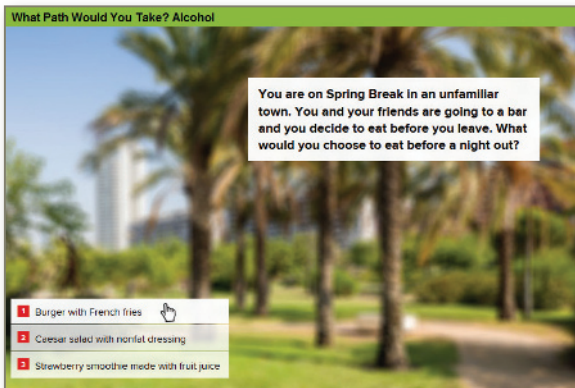 What Path Would You Take? Alcohol
You are on Spring Break in an unfamiliar
town. You and your friends are going to a bar
and you decide to eat before you leave. What
would you choose to eat before a night out?
1 Burger with French fries
2 Caesar salad with nonfat dressing
3 Strawberry smoothie made with fruit juice